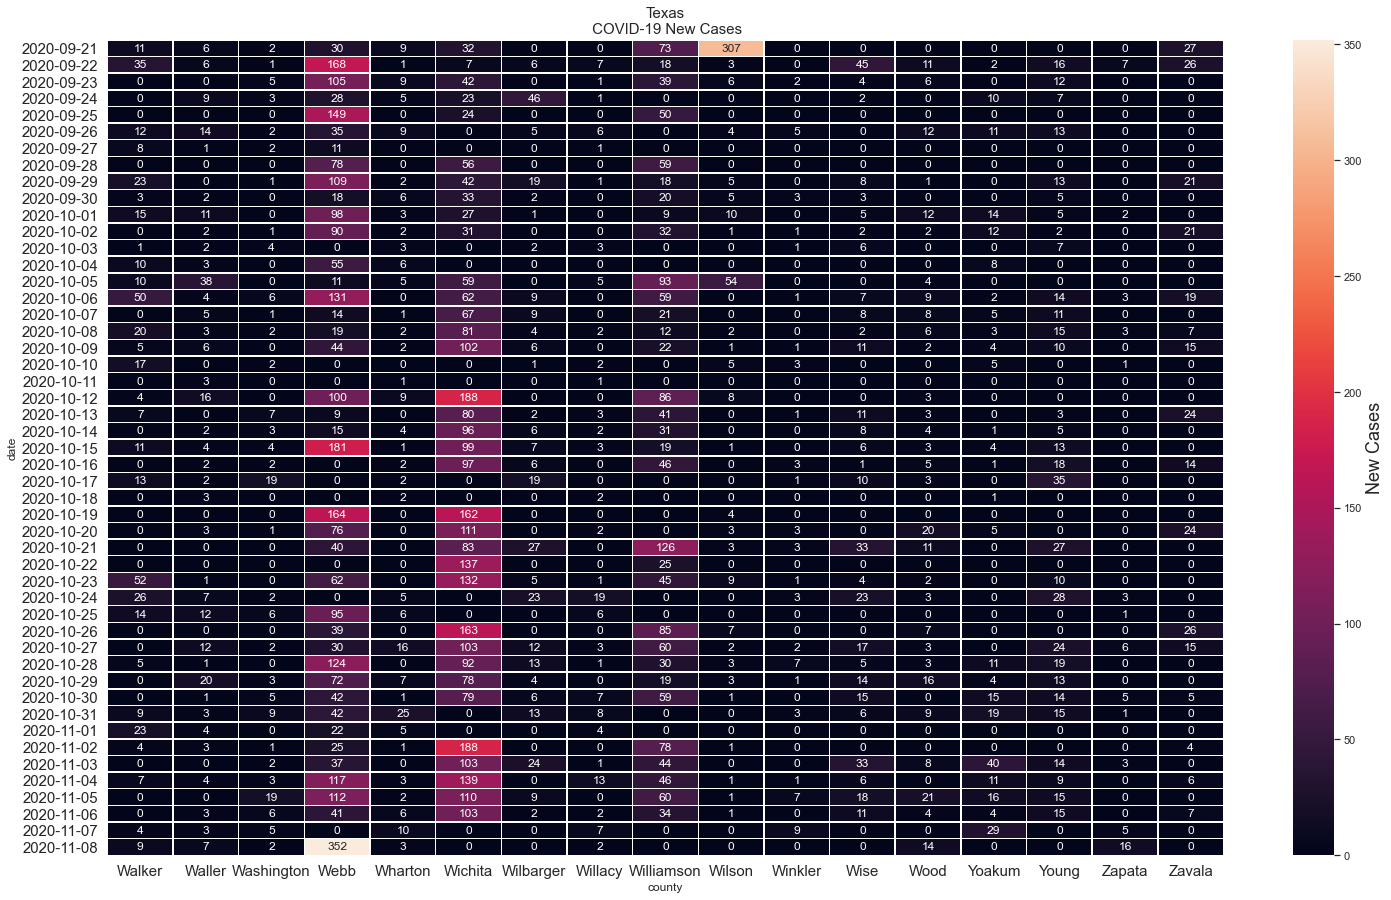 Texas
COVID-19 New Cases
2020-09-21 11 6 2 30 9 32 0 0 73 307 0 0 0 0 0 0 27
2020-09-22 35 6 1 168 1 7 6 7 18 3 0 45 11 2 16 7 26
2020-09-23 0 0 5 105 9 42 0 1 39 6 2 4 6 0 12 0 0
2020-09-24 0 9 3 28 5 23 46 1 0 0 0 2 0 10 7 0 0
2020-09-25 0 0 0 149 0 24 0 0 50 0 0 0 0 0 0 0 0
2020-09-26 12 14 2 35 9 0 5 6 0 4 5 0 12 11 13 0 0
2020-09-27 8 1 2 11 0 0 0 1 0 0 0 0 0 0 0 0 0
2020-09-28 0 0 0 78 0 56 0 0 59 0 0 0 0 0 0 0 0
2020-09-29 23 0 1 109 2 42 19 1 18 5 0 8 1 0 13 0 21
2020-09-30 3 2 0 18 6 33 2 0 20 5 3 3 0 0 5 0 0
2020-10-01 15 11 0 98 3 27 1 0 9 10 0 5 12 14 5 2 0
2020-10-02 0 2 1 90 2 31 0 0 32 1 1 2 2 12 2 0 21
2020-10-03 1 2 4 0 3 0 2 3 0 0 1 6 0 0 7 0 0
2020-10-04 10 3 0 55 6 0 0 0 0 0 0 0 0 8 0 0 0
2020-10-05 10 38 0 11 5 59 0 5 93 54 0 0 4 0 0 0 0
2020-10-06 50 4 6 131 0 62 9 0 59 0 1 7 9 2 14 3 19
2020-10-07 0 5 1 14 1 67 9 0 21 0 0 8 8 5 11 0 0
2020-10-08 20 3 2 19 2 81 4 2 12 2 0 2 6 3 15 3 7
2020-10-09 5 6 0 44 2 102 6 0 22 1 1 11 2 4 10 0 15
2020-10-10 17 0 2 0 0 0 1 2 0 5 3 0 0 5 0 1 0
2020-10-11 0 3 0 0 1 0 0 1 0 0 0 0 0 0 0 0 0
2020-10-12 4 16 0 100 9 188 0 0 86 8 0 0 3 0 0 0 0
2020-10-13 7 0 7 9 0 80 2 3 41 0 1 11 3 0 3 0 24
2020-10-14 0 2 3 15 4 96 6 2 31 0 0 8 4 1 5 0 0
2020-10-15 11 4 4 181 1 99 7 3 19 1 0 6 3 4 13 0 0
2020-10-16 0 2 2 0 2 97 6 0 46 0 3 1 5 1 18 0 14
2020-10-17 13 2 19 0 2 0 19 0 0 0 1 10 3 0 35 0 0
2020-10-18 0 3 0 0 2 0 0 2 0 0 0 0 0 1 0 0 0
2020-10-19 0 0 0 164 0 162 0 0 0 4 0 0 0 0 0 0 0
2020-10-20 0 3 1 76 0 111 0 2 0 3 3 0 20 5 0 0 24
2020-10-21 0 0 0 40 0 83 27 0 126 3 3 33 11 0 27 0 0
2020-10-22 0 0 0 0 0 137 0 0 25 0 0 0 0 0 0 0 0
2020-10-23 52 1 0 62 0 132 5 1 45 9 1 4 2 0 10 0 0
2020-10-24 26 7 2 0 5 0 23 19 0 0 3 23 3 0 28 3 0
2020-10-25 14 12 6 95 6 0 0 6 0 0 0 0 0 0 0 1 0
2020-10-26 0 0 0 39 0 163 0 0 85 7 0 0 7 0 0 0 26
2020-10-27 0 12 2 30 16 103 12 3 60 2 2 17 3 0 24 6 15
2020-10-28 5 1 0 124 0 92 13 1 30 3 7 5 3 11 19 0 0
2020-10-29 0 20 3 72 7 78 4 0 19 3 1 14 16 4 13 0 0
2020-10-30 0 1 5 42 1 79 6 7 59 1 0 15 0 15 14 5 5
2020-10-31 9 3 9 42 25 0 13 8 0 0 3 6 9 19 15 1 0
2020-11-01 23 4 0 22 5 0 0 4 0 0 0 0 0 0 0 0 0
2020-11-02 4 3 1 25 1 188 0 0 78 1 0 0 0 0 0 0 4
2020-11-03 0 0 2 37 0 103 24 1 44 0 0 33 8 40 14 3 0
2020-11-04 7 4 3 117 3 139 0 13 46 1 1 6 0 11 9 0 6
2020-11-05 0 0 19 112 2 110 9 0 60 1 7 18 21 16 15 0 0
2020-11-06 0 3 6 41 6 103 2 2 34 1 0 11 4 4 15 0 7
2020-11-07 4 3 5 0 10 0 0 7 0 0 9 0 0 29 0 5 0
2020-11-08 9 7 2 352 3 0 0 2 0 0 0 0 14 0 0 16 0
Walker Waller Washington Webb Wharton Wichita Wilbarger Willacy Williamson Wilson Winkler Wise Wood Yoakum Young Zapata Zavala
county
date
350
300
250
200
150
100
50
0
New Cases